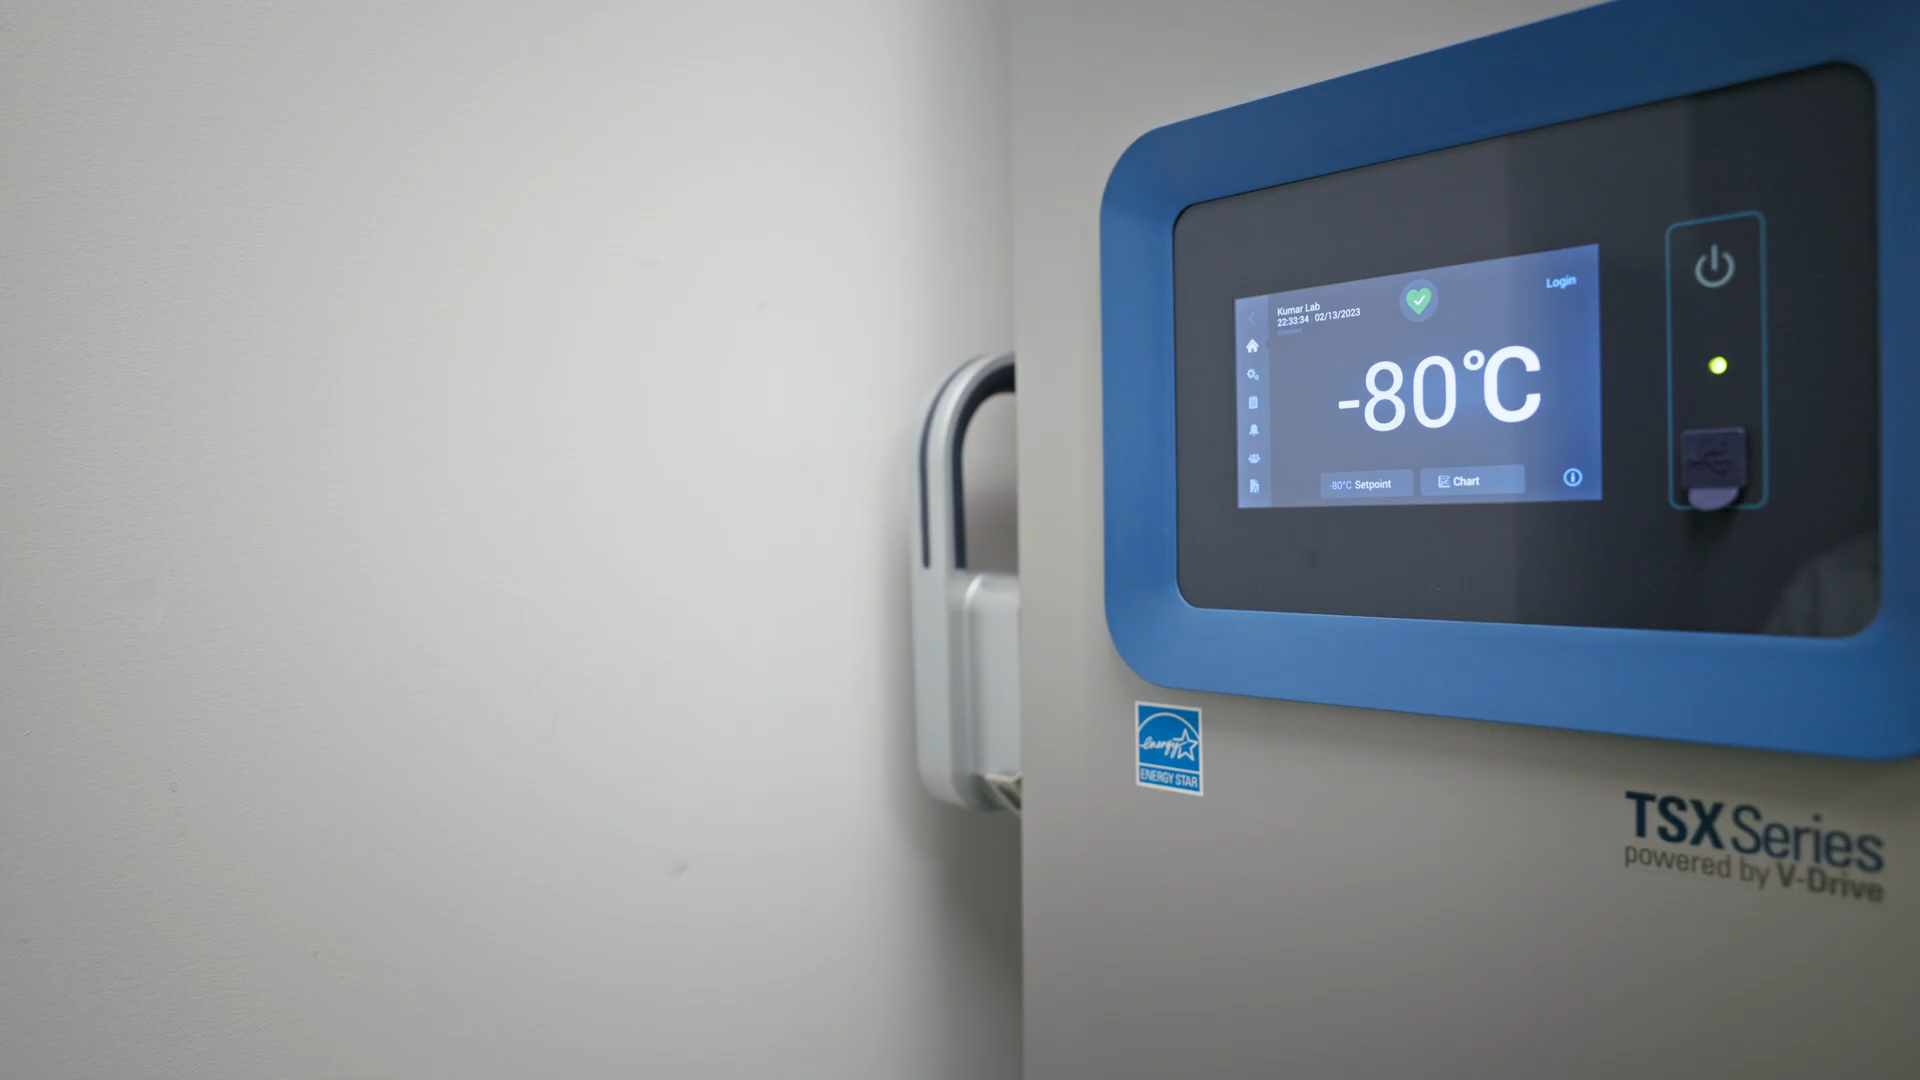 Kumar Lab
22:33:34 02/13/2023
Login
-80°C
-80°C Setpoint
Chart
energy
ENERGY STAR
TSX Series
powered by V-Drive